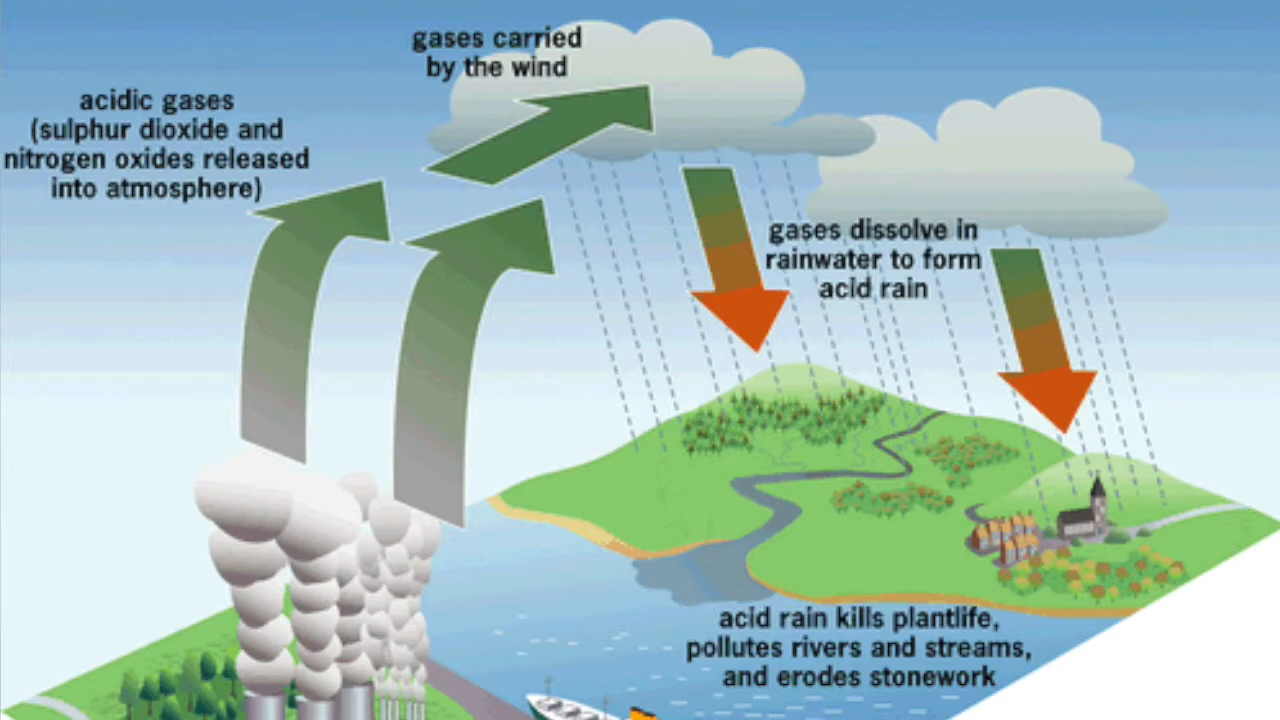 gases carried
by the wind
acidic gases
(sulphur dioxide and
nitrogen oxides released
into atmosphere)
gases dissolve in
rainwater to form
acid rain
acid rain kills plantlife,
pollutes rivers and streams,
and erodes stonework